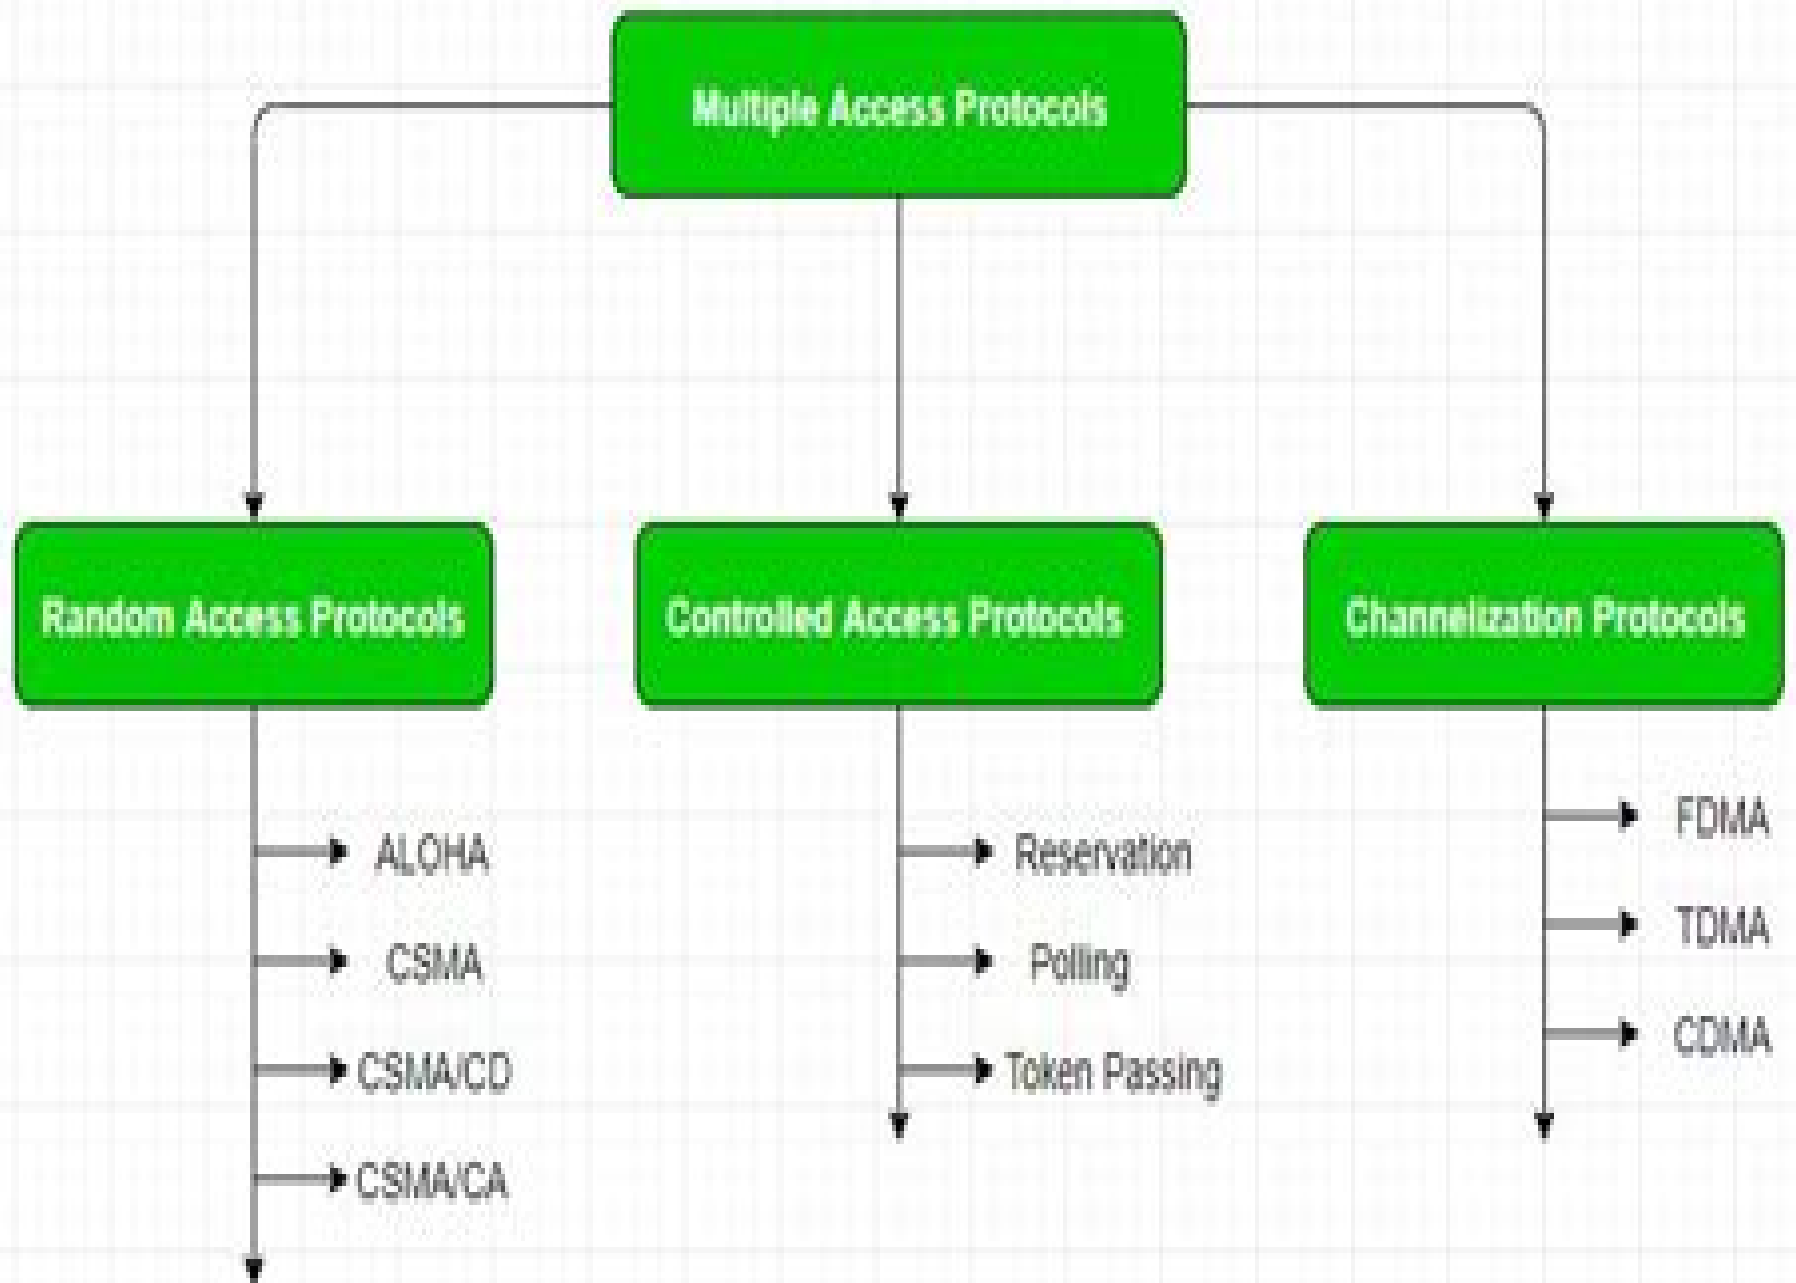 Multiple Access Protocols
Random Access Protocols
Controlled Access Protocols
Channelization Protocols
ALOHA
CSMA
CSMA/CD
CSMA/CA
Reservation
Polling
Token Passing
FDMA
TDMA
CDMA